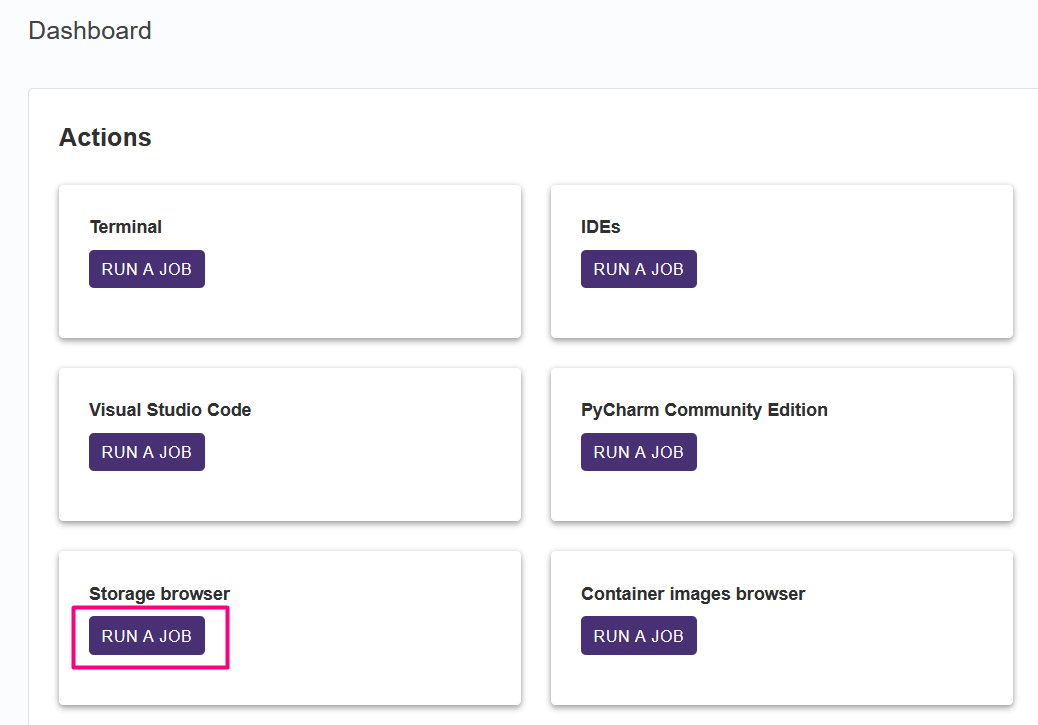 Dashboard
Actions
Terminal
RUN A JOB
IDEs
RUN A JOB
Visual Studio Code
RUN A JOB
PyCharm Community Edition
RUN A JOB
Storage browser
RUN A JOB
Container images browser
RUN A JOB